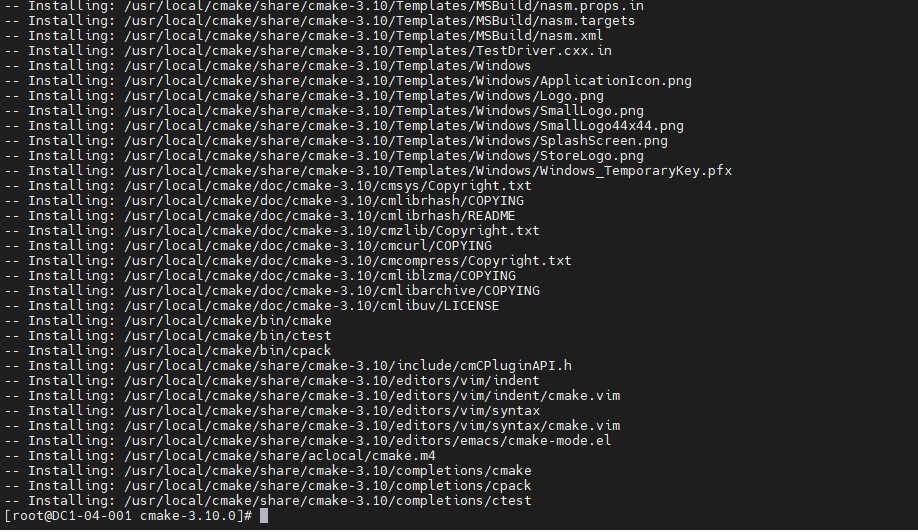 -- Installing: /usr/local/cmake/share/cmake-3.10/Templates/MSBuild/nasm.props.in
-- Installing: /usr/local/cmake/share/cmake-3.10/Templates/MSBuild/nasm.targets
-- Installing: /usr/local/cmake/share/cmake-3.10/Templates/MSBuild/nasm.xml
-- Installing: /usr/local/cmake/share/cmake-3.10/Templates/TestDriver.cxx.in
-- Installing: /usr/local/cmake/share/cmake-3.10/Templates/Windows
-- Installing: /usr/local/cmake/share/cmake-3.10/Templates/Windows/ApplicationIcon.png
-- Installing: /usr/local/cmake/share/cmake-3.10/Templates/Windows/Logo.png
-- Installing: /usr/local/cmake/share/cmake-3.10/Templates/Windows/SmallLogo.png
-- Installing: /usr/local/cmake/share/cmake-3.10/Templates/Windows/SmallLogo44x44.png
-- Installing: /usr/local/cmake/share/cmake-3.10/Templates/Windows/SplashScreen.png
-- Installing: /usr/local/cmake/share/cmake-3.10/Templates/Windows/StoreLogo.png
-- Installing: /usr/local/cmake/share/cmake-3.10/Templates/Windows/Windows_TemporaryKey.pfx
-- Installing: /usr/local/cmake/doc/cmake-3.10/cmsys/Copyright.txt
-- Installing: /usr/local/cmake/doc/cmake-3.10/cmlibrhash/COPYING
-- Installing: /usr/local/cmake/doc/cmake-3.10/cmlibrhash/README
-- Installing: /usr/local/cmake/doc/cmake-3.10/cmzlib/Copyright.txt
-- Installing: /usr/local/cmake/doc/cmake-3.10/cmcurl/COPYING
-- Installing: /usr/local/cmake/doc/cmake-3.10/cmcompress/Copyright.txt
-- Installing: /usr/local/cmake/doc/cmake-3.10/cmliblzma/COPYING
-- Installing: /usr/local/cmake/doc/cmake-3.10/cmlibarchive/COPYING
-- Installing: /usr/local/cmake/doc/cmake-3.10/cmlibuv/LICENSE
-- Installing: /usr/local/cmake/bin/cmake
-- Installing: /usr/local/cmake/bin/ctest
-- Installing: /usr/local/cmake/bin/cpack
-- Installing: /usr/local/cmake/share/cmake-3.10/include/cmCPluginAPI.h
-- Installing: /usr/local/cmake/share/cmake-3.10/editors/vim/indent
-- Installing: /usr/local/cmake/share/cmake-3.10/editors/vim/indent/cmake.vim
-- Installing: /usr/local/cmake/share/cmake-3.10/editors/vim/syntax
-- Installing: /usr/local/cmake/share/cmake-3.10/editors/vim/syntax/cmake.vim
-- Installing: /usr/local/cmake/share/cmake-3.10/editors/emacs/cmake-mode.el
-- Installing: /usr/local/cmake/share/aclocal/cmake.m4
-- Installing: /usr/local/cmake/share/cmake-3.10/completions/cmake
-- Installing: /usr/local/cmake/share/cmake-3.10/completions/cpack
-- Installing: /usr/local/cmake/share/cmake-3.10/completions/ctest
[root@DC1-04-001 cmake-3.10.0]#